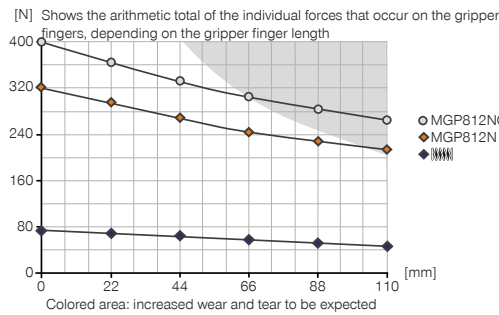 [N] Shows the arithmetic total of the individual forces that occur on the gripper
fingers, depending on the gripper finger length
400
320
240
160
80
0
MGP812N
0 22 44 66 88 110 [mm]
Colored area: increased wear and tear to be expected